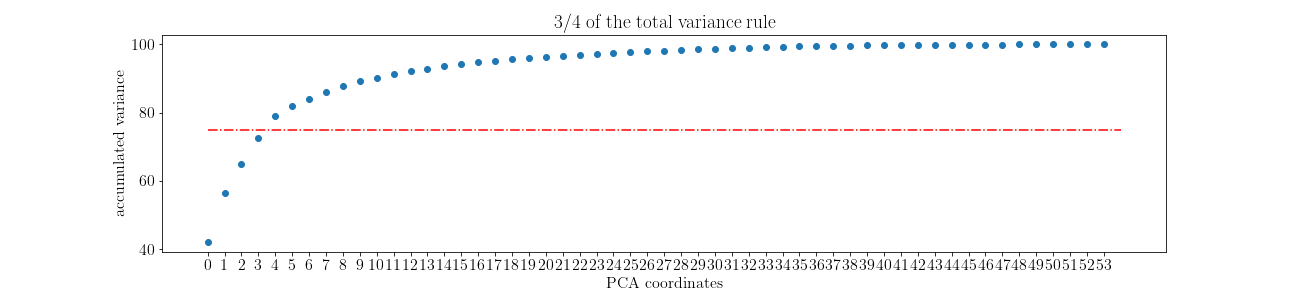 3/4 of the total variance rule
100
80
60
40
accumulated variance
0 1 2 3 4 5 6 7 8 9 10 11 12 13 14 15 16 17 18 19 20 21 22 23 24 25 26 27 28 29 30 31 32 33 34 35 36 37 38 39 40 41 42 43 44 45 46 47 48 49 50 51 52 53
PCA coordinates